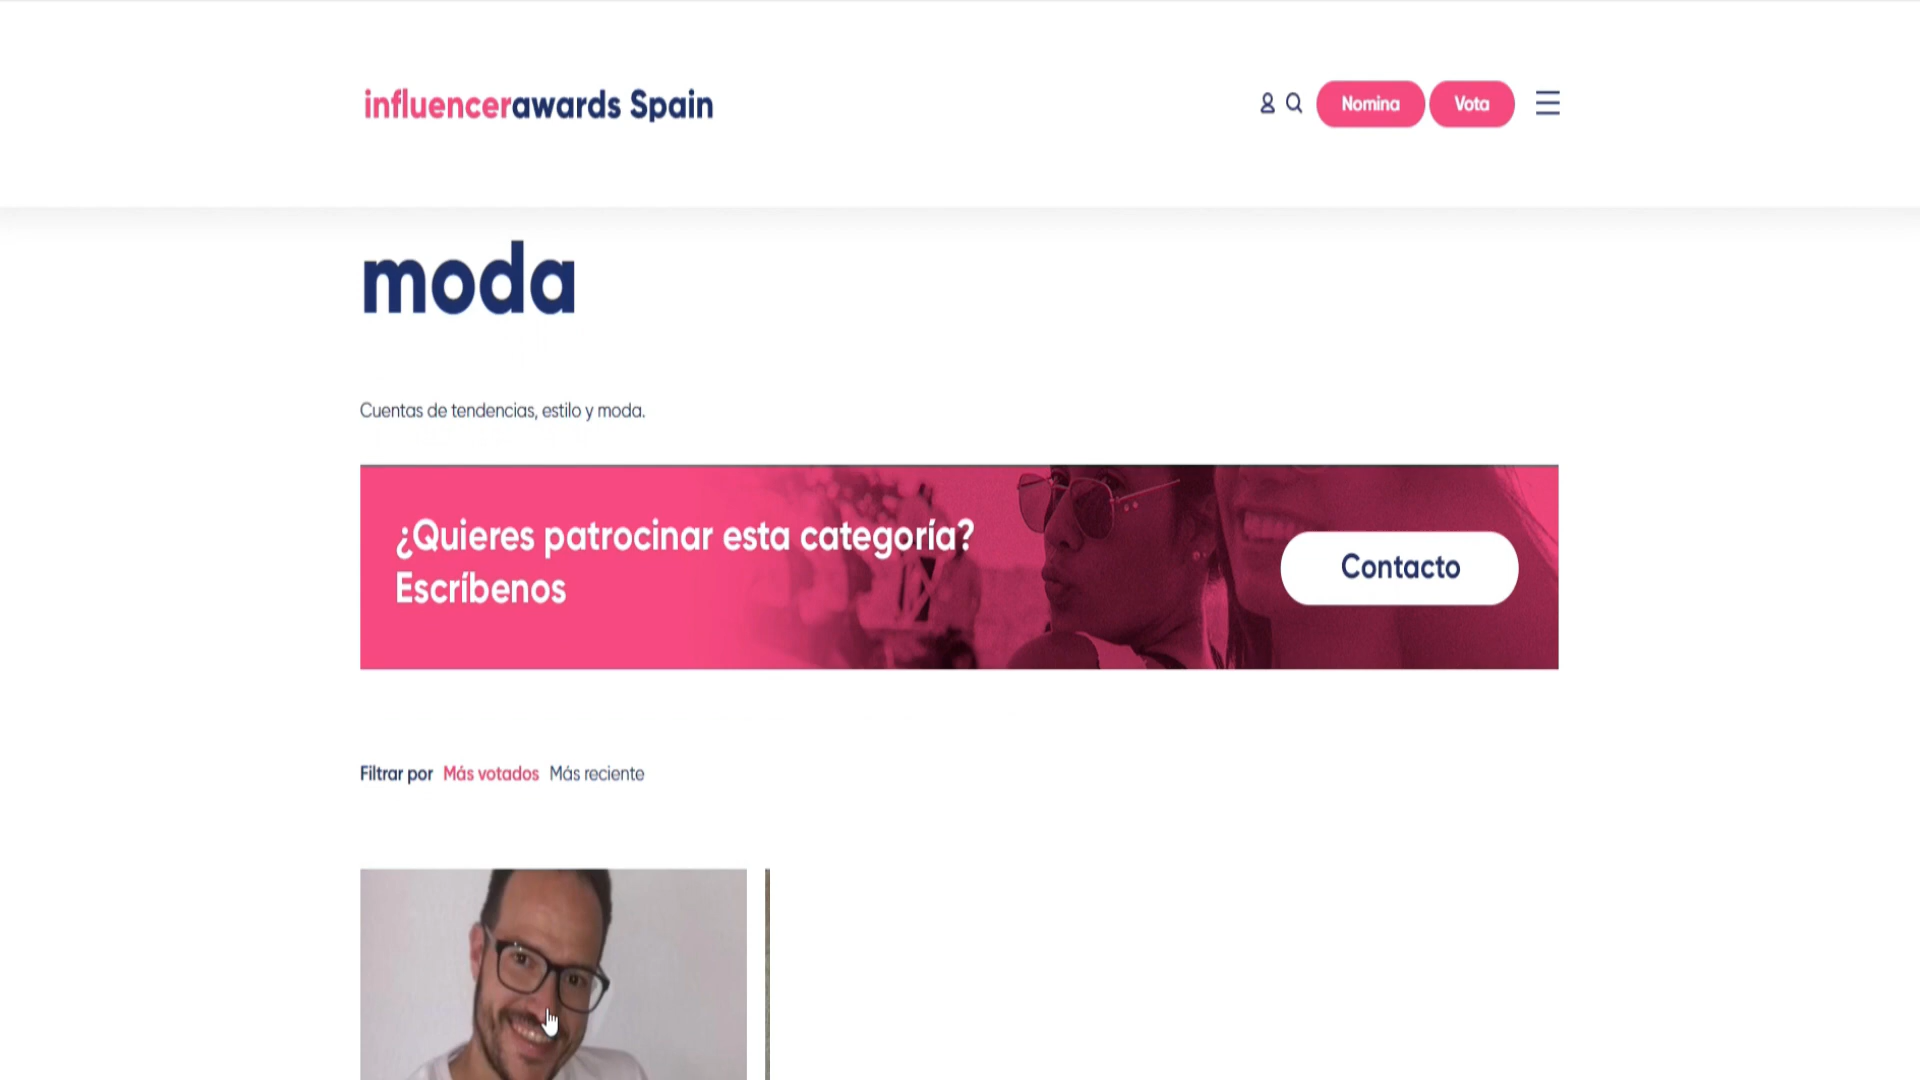 influencerawards Spain
Nomina
Vota
moda
Cuentas de tendencias, estilo y moda.
¿Quieres patrocinar esta categoría?
Escríbenos
Contacto
Filtrar por Más votados Más reciente